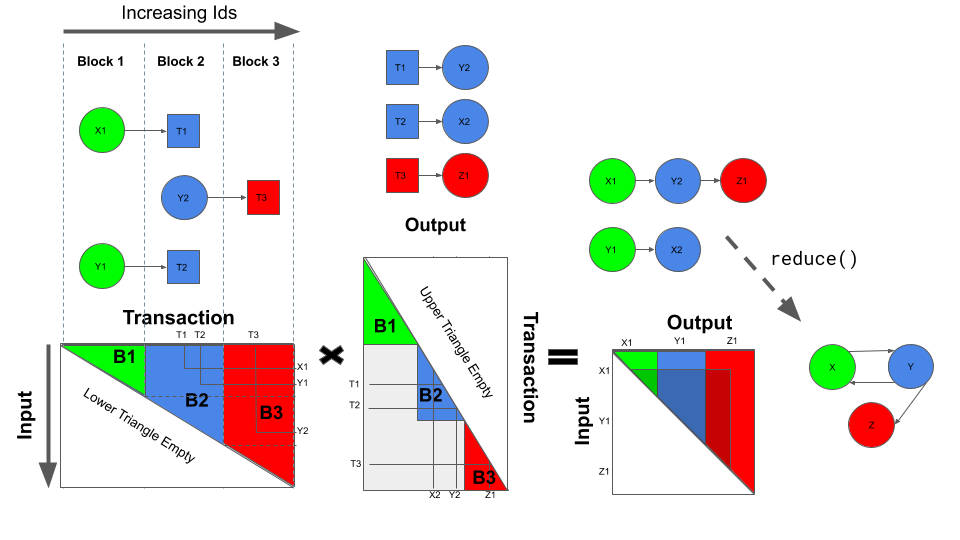 Increasing Ids
Block 1
Block 2
Block 3
X1
T1
Y2
T3
Y1
T2
T1
Y2
T2
X2
T3
Z1
Output
X1
Y2
Z1
Y1
X2
reduce()
Transaction
T1
T2
T3
Input
B1
B2
B3
Lower Triangle Empty
X1
Y1
Y2
B1
B2
B3
Upper Triangle Empty
T1
T2
T3
X2
Y2
Z1
Transaction
Output
X1
Y1
Z1
Input
X1
Y1
Z1
X
Y
Z